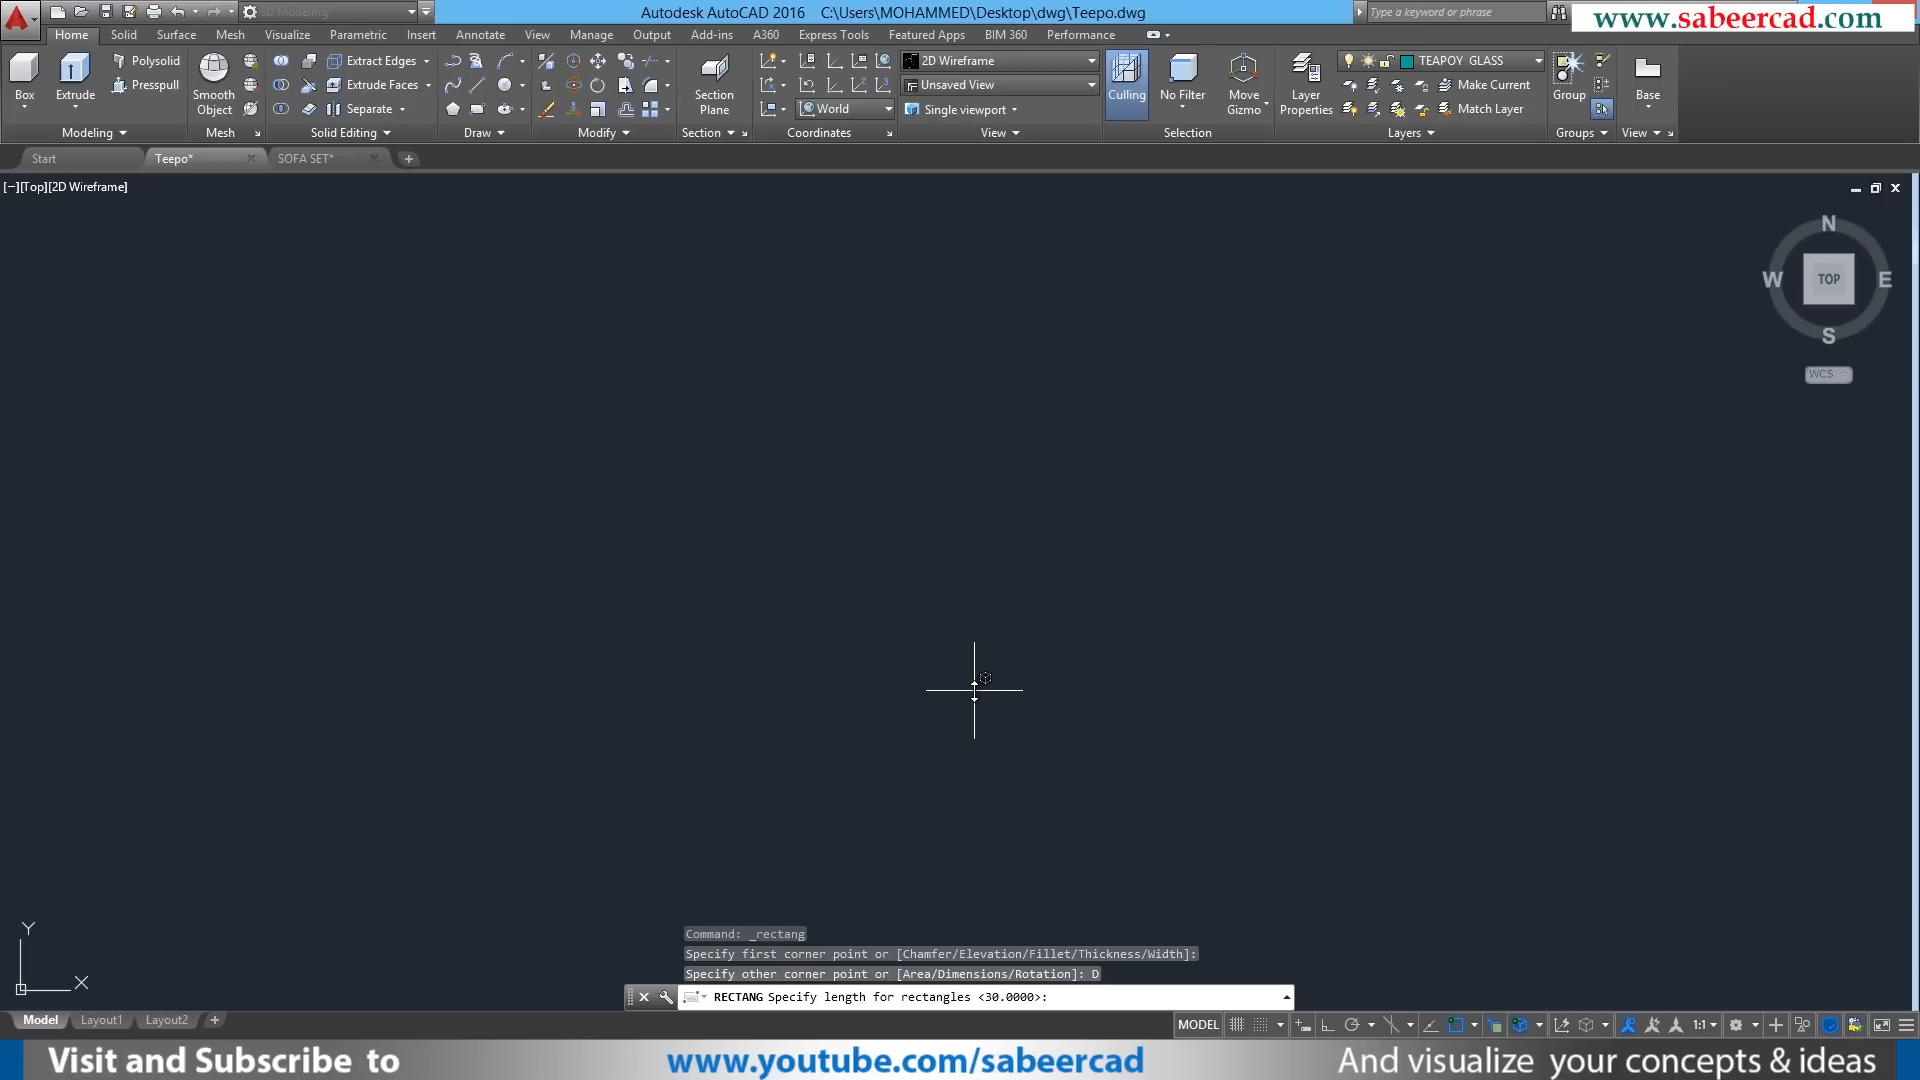 3D Modeling
Autodesk AutoCAD 2016 C:\Users\MOHAMMED\Desktop\dwg\Teepo.dwg
Type a keyword or phrase
www.sabeercad.com
Home Solid Surface Mesh Visualize Parametric Insert Annotate View Manage Output Add-ins A360 Express Tools Featured Apps BIM 360 Performance
Polysolid
Extract Edges
2D Wireframe
TEAPOY GLASS
Presspull
Extrude Faces
Unsaved View
Make Current
Box Extrude
Smooth Object
Separate
Section Plane
World
Single viewport
Culling No Filter
Move Gizmo
Layer Properties
Match Layer
Group
Base
Modeling Mesh Solid Editing Draw Modify Section Coordinates View Selection Layers Groups View
Start Teepo* SOFA SET*
[−][Top][2D Wireframe]
N
W TOP E
S
WCS
Y
X
Command: _rectang
Specify first corner point or [Chamfer/Elevation/Fillet/Thickness/Width]:
Specify other corner point or [Area/Dimensions/Rotation]: D
RECTANG Specify length for rectangles <30.0000>:
Model Layout1 Layout2
MODEL 1:1
Visit and Subscribe to www.youtube.com/sabeercad And visualize your concepts & ideas